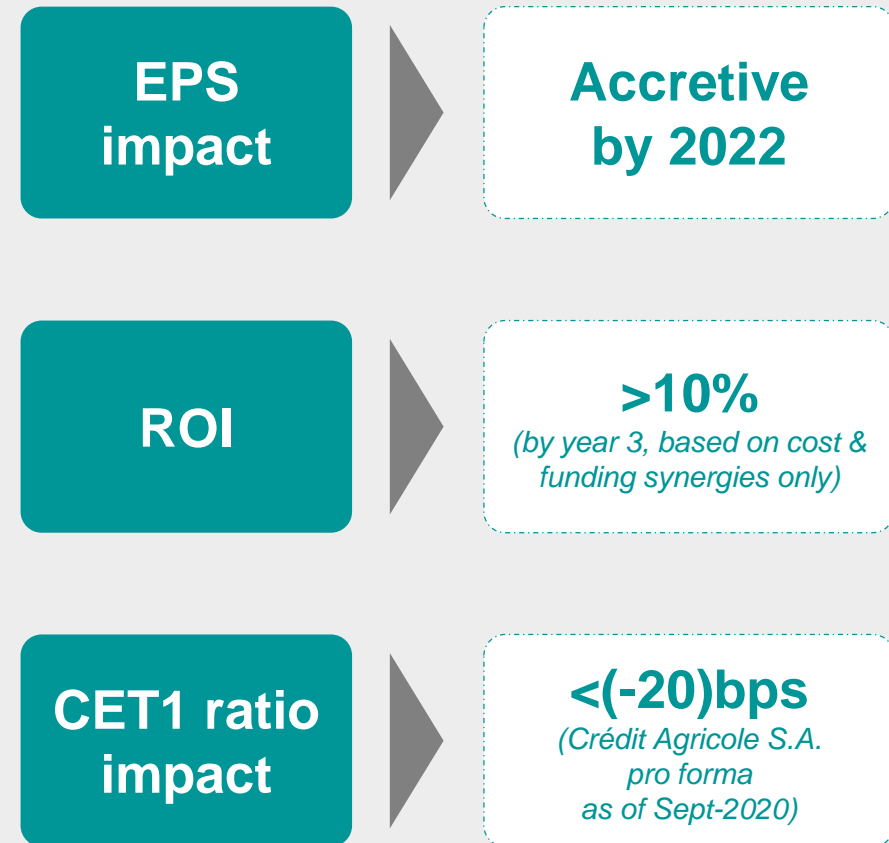 EPS
impact
Accretive
by 2022
ROI
>10%
(by year 3, based on cost &
funding synergies only)
CET1 ratio
impact
<(-20)bps
(Crédit Agricole S.A.
pro forma
as of Sept-2020)